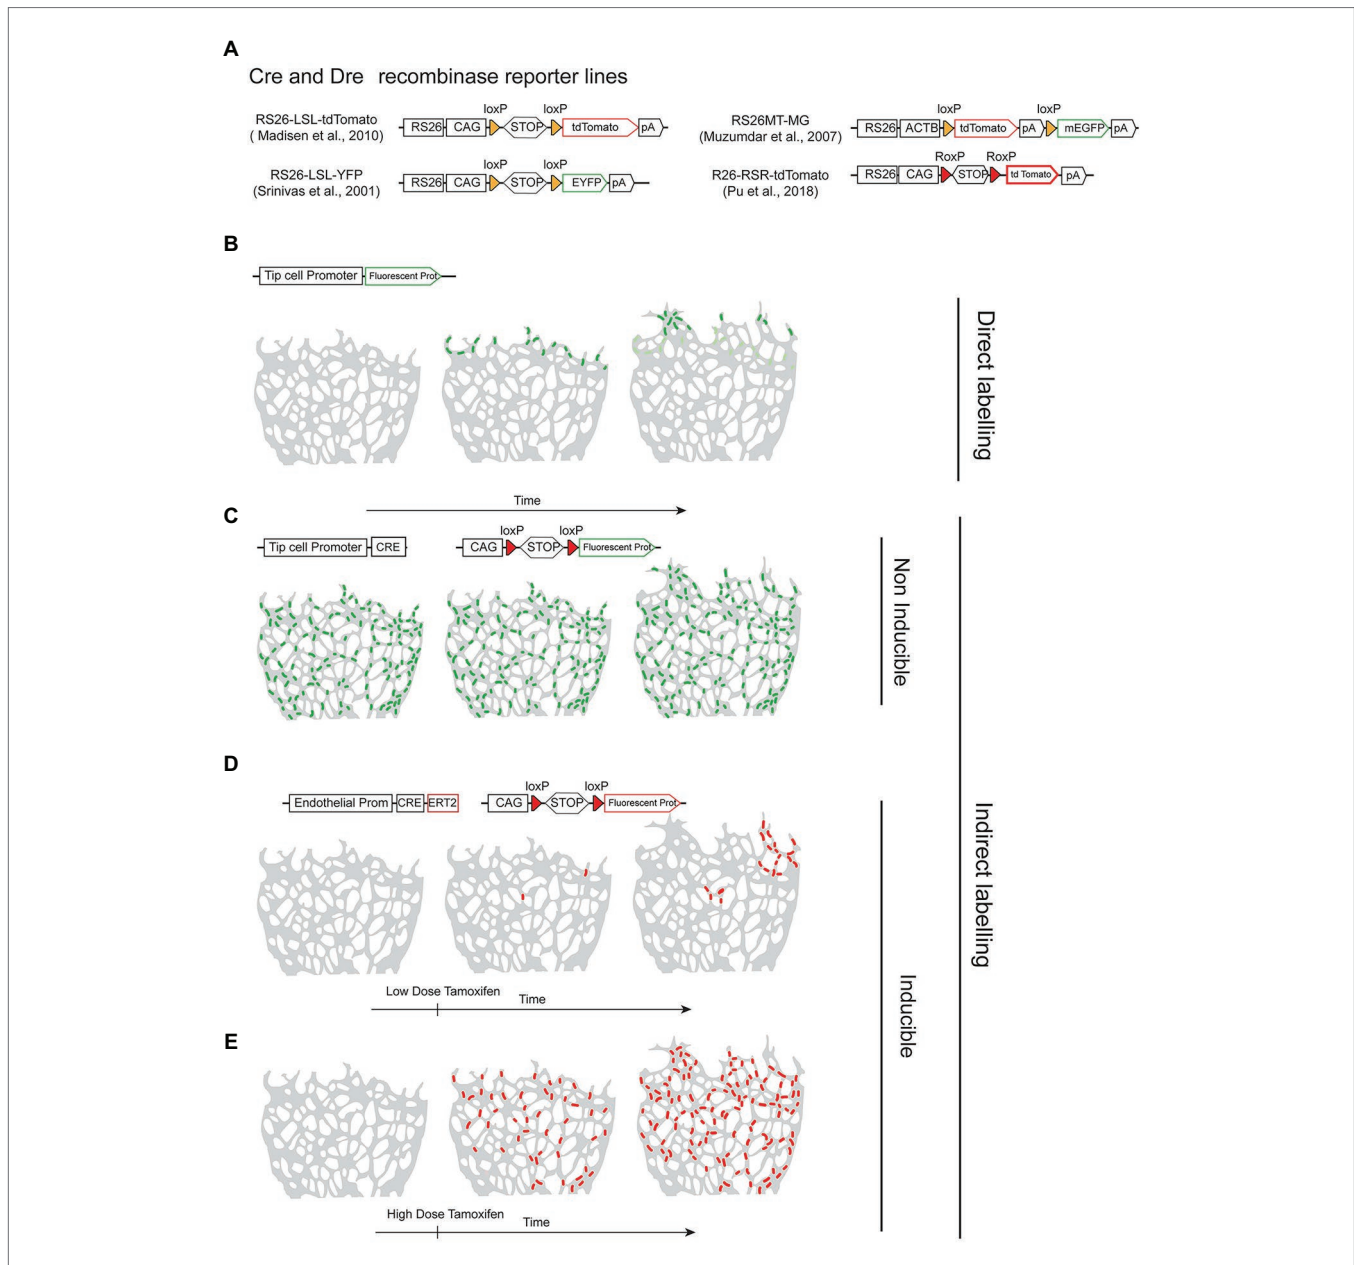 A
Cre and Dre recombinase reporter lines
loxP loxP
RS26-LSL-tdTomato
( Madisen et al., 2010)
RS26 CAG STOP tdTomato pA
loxP loxP
RS26MT-MG
(Muzumdar et al., 2007)
RS26 ACTB tdTomato pA mEGFP pA
loxP loxP
RS26-LSL-YFP
(Srinivas et al., 2001)
RS26 CAG STOP EYFP pA
RoxP RoxP
R26-RSR-tdTomato
(Pu et al., 2018)
RS26 CAG STOP td Tomato pA
B
Tip cell Promoter Fluorescent Prot
Direct labelling
Time
C
loxP loxP
Tip cell Promoter CRE CAG STOP Fluorescent Prot
Non Inducible
D
loxP loxP
Endothelial Prom CRE ERT2 CAG STOP Fluorescent Prot
Indirect labelling
Low Dose Tamoxifen Time
Inducible
E
High Dose Tamoxifen Time